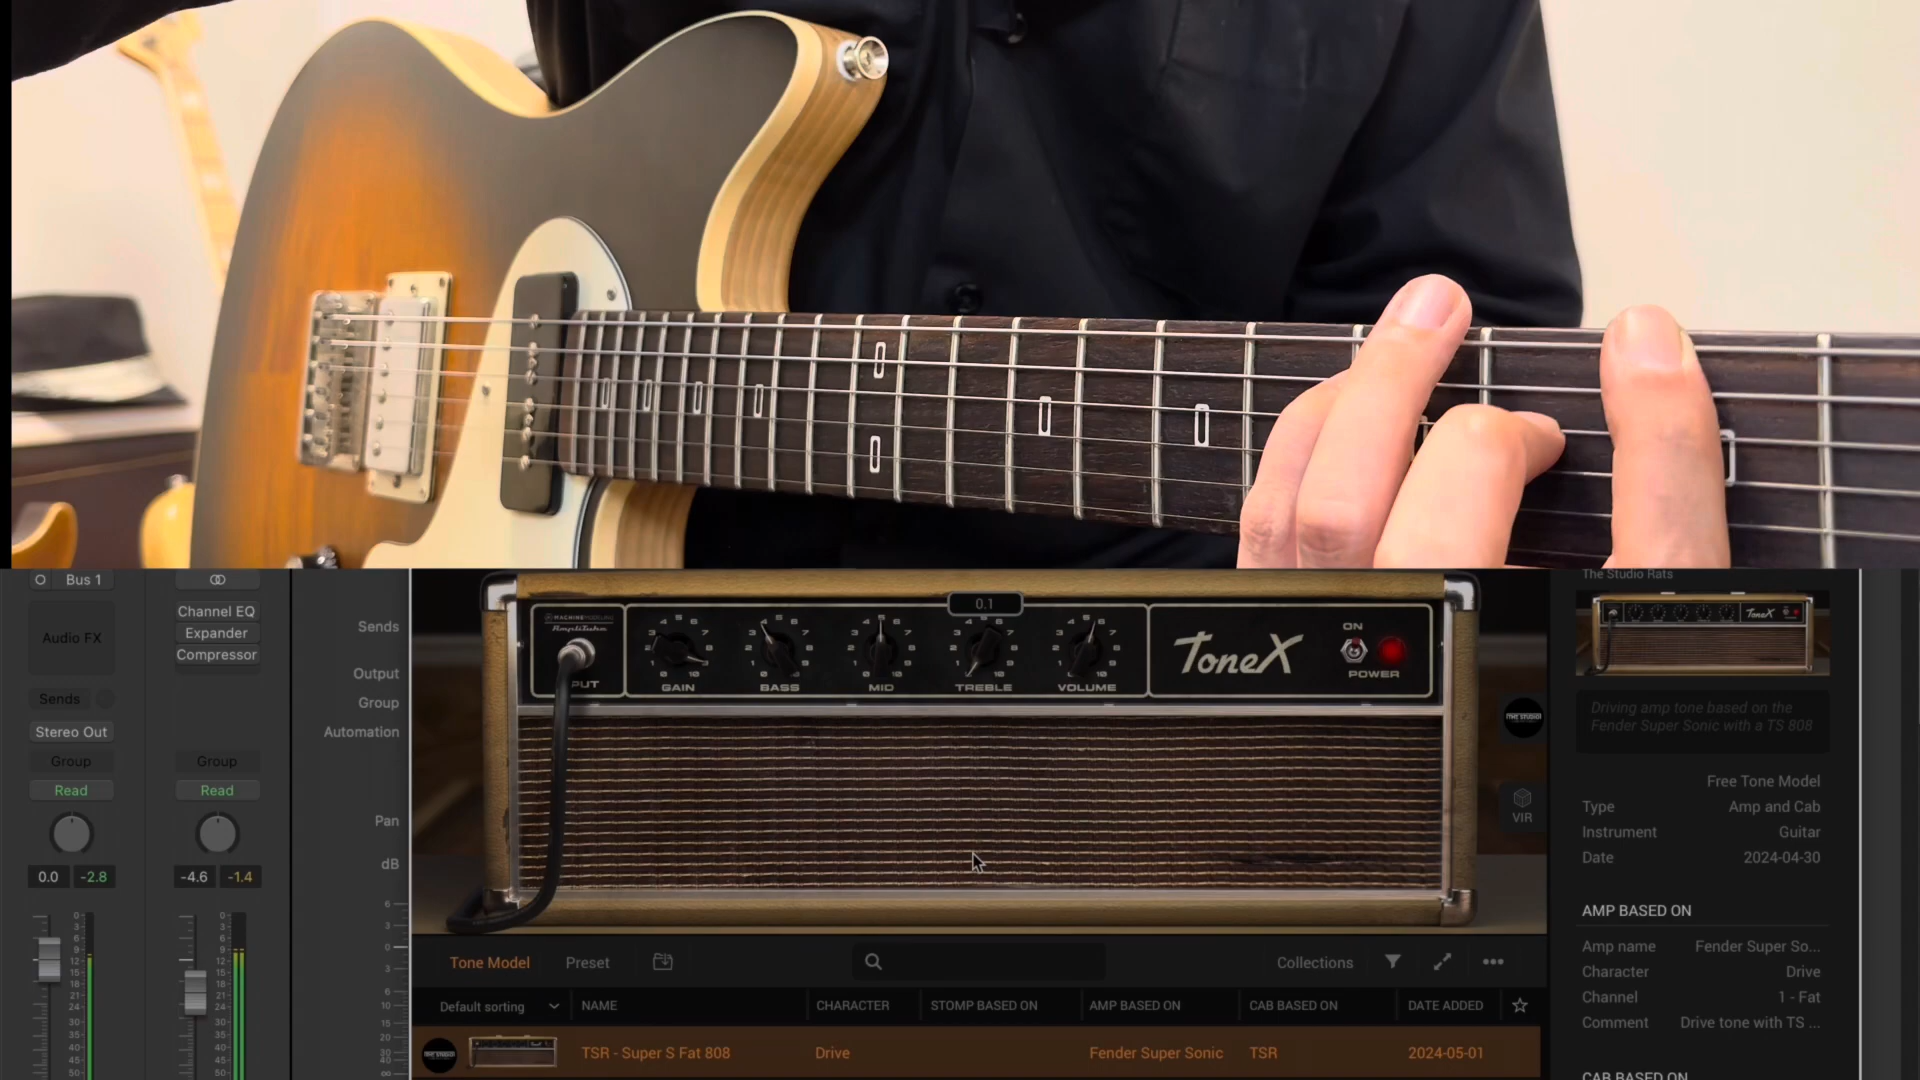 Bus 1
Audio FX
Sends
Stereo Out
Group
Read
0.0 -2.8
Channel EQ
Expander
Compressor
Group
Read
-4.6 -1.4
Sends
Output
Group
Automation
Pan
dB
0.1
AmpliTube
PUT
GAIN
BASS
MID
TREBLE
VOLUME
ToneX
ON
POWER
VIR
The Studio Rats
Driving amp tone based on the
Fender Super Sonic with a TS 808
Free Tone Model
Type Amp and Cab
Instrument Guitar
Date 2024-04-30
AMP BASED ON
Amp name Fender Super So...
Character Drive
Channel 1 - Fat
Comment Drive tone with TS ...
CAB BASED ON
Tone Model Preset Collections
Default sorting NAME CHARACTER STOMP BASED ON AMP BASED ON CAB BASED ON DATE ADDED
TSR - Super S Fat 808 Drive Fender Super Sonic TSR 2024-05-01